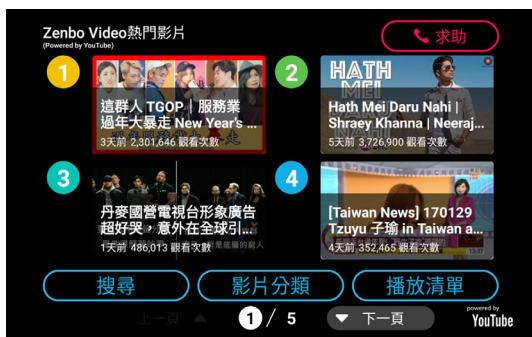 Zenbo Video熱門影片
(Powered by YouTube)
求助
1
這群人 TGOP｜服務業
過年大暴走 New Year's ...
3天前 2,301,646 觀看次數
2
HATH
MEI
NAHI
Hath Mei Daru Nahi |
Shraey Khanna | Neeraj...
5天前 3,726,900 觀看次數
3
丹麥國營電視台形象廣告
超好哭，意外在全球引...
1天前 486,013 觀看次數
4
[Taiwan News] 170129
Tzuyu 子瑜 in Taiwan a...
4天前 352,465 觀看次數
13:37
搜尋
影片分類
播放清單
上一頁
1 / 5
下一頁
powered by
YouTube